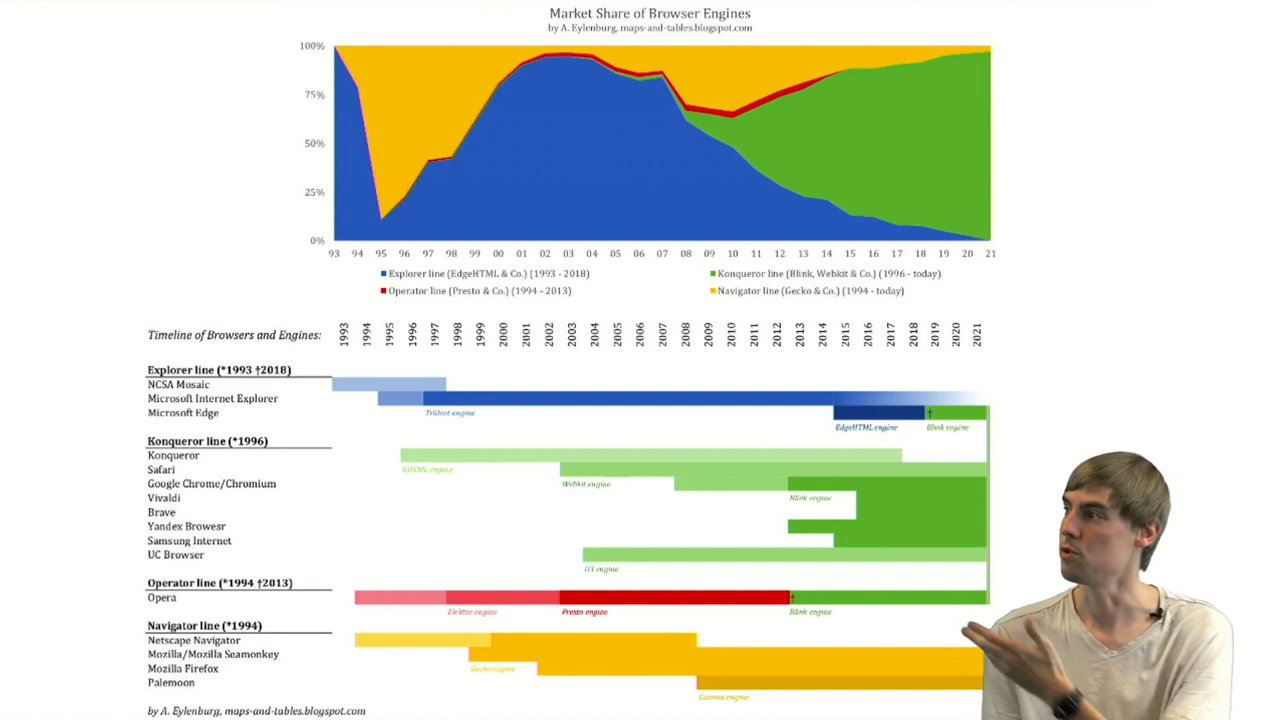 Market Share of Browser Engines
by A. Eylenburg, maps-and-tables.blogspot.com
100%
75%
50%
25%
0%
93 94 95 96 97 98 99 00 01 02 03 04 05 06 07 08 09 10 11 12 13 14 15 16 17 18 19 20 21
Explorer line (EdgeHTML & Co.) (1993 - 2018)
Konqueror line (Blink, Webkit & Co.) (1996 - today)
Operator line (Presto & Co.) (1994 - 2013)
Navigator line (Gecko & Co.) (1994 - today)
Timeline of Browsers and Engines:
1993 1994 1995 1996 1997 1998 1999 2000 2001 2002 2003 2004 2005 2006 2007 2008 2009 2010 2011 2012 2013 2014 2015 2016 2017 2018 2019 2020 2021
Explorer line (*1993 †2018)
NCSA Mosaic
Microsoft Internet Explorer
Microsoft Edge †
Trident engine
EdgeHTML engine
Blink engine
Konqueror line (*1996)
Konqueror
Safari
KHTML engine
Google Chrome/Chromium
Webkit engine
Vivaldi
Blink engine
Brave
Yandex Browesr
Samsung Internet
UC Browser
U3 engine
Operator line (*1994 †2013)
Opera †
Elektra engine
Presto engine
Blink engine
Navigator line (*1994)
Netscape Navigator
Mozilla/Mozilla Seamonkey
Mozilla Firefox
Gecko engine
Palemoon
Goanna engine
by A. Eylenburg, maps-and-tables.blogspot.com